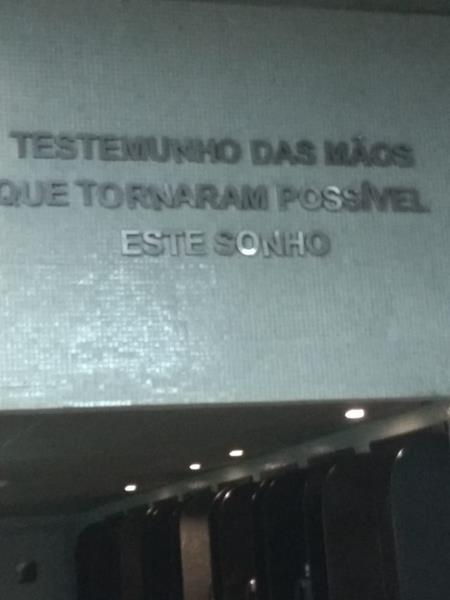 TESTEMUNHO DAS MÃOS
QUE TORNARAM POSSÍVEL
ESTE SONHO